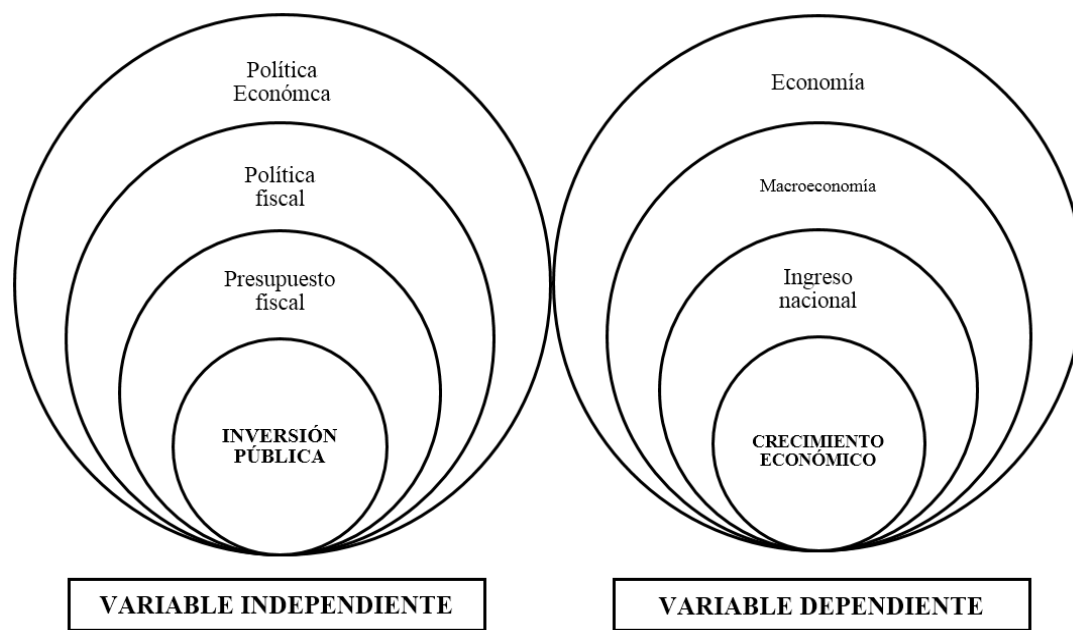 Política
Económca
Política
fiscal
Presupuesto
fiscal
INVERSIÓN
PÚBLICA
VARIABLE INDEPENDIENTE
Economía
Macroeconomía
Ingreso
nacional
CRECIMIENTO
ECONÓMICO
VARIABLE DEPENDIENTE